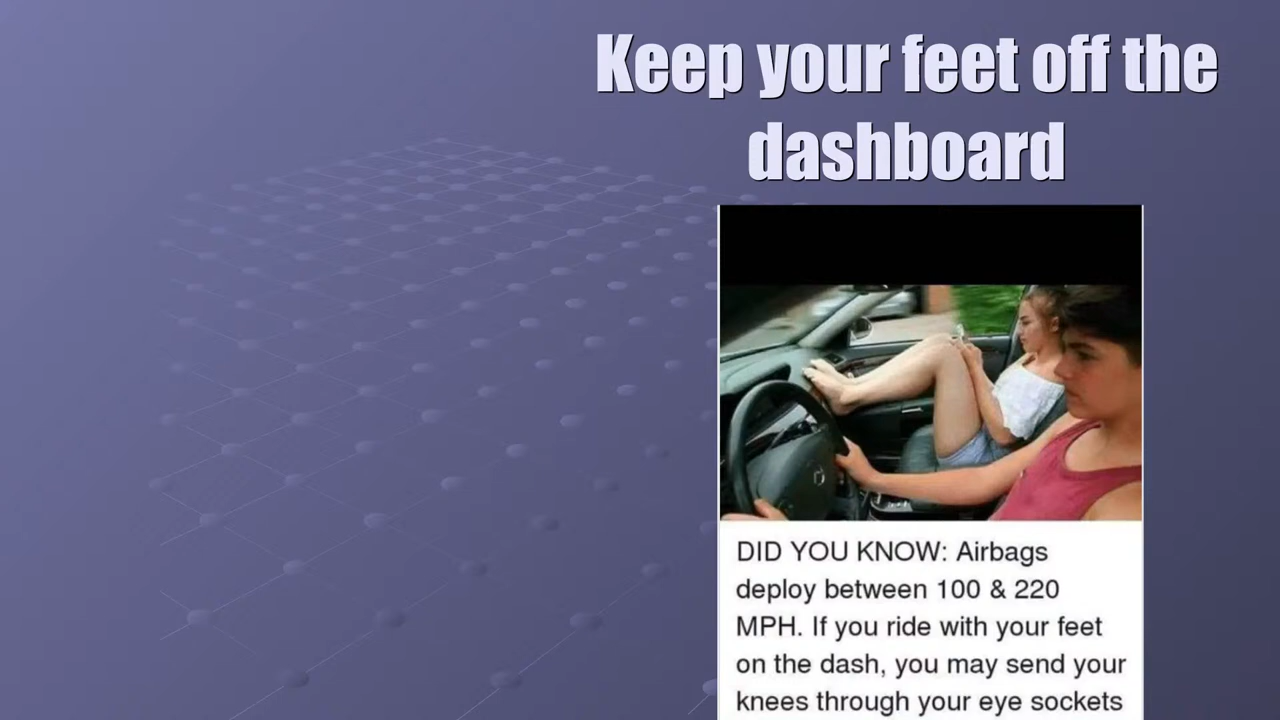 Keep your feet off the
dashboard
DID YOU KNOW: Airbags
deploy between 100 & 220
MPH. If you ride with your feet
on the dash, you may send your
knees through your eye sockets